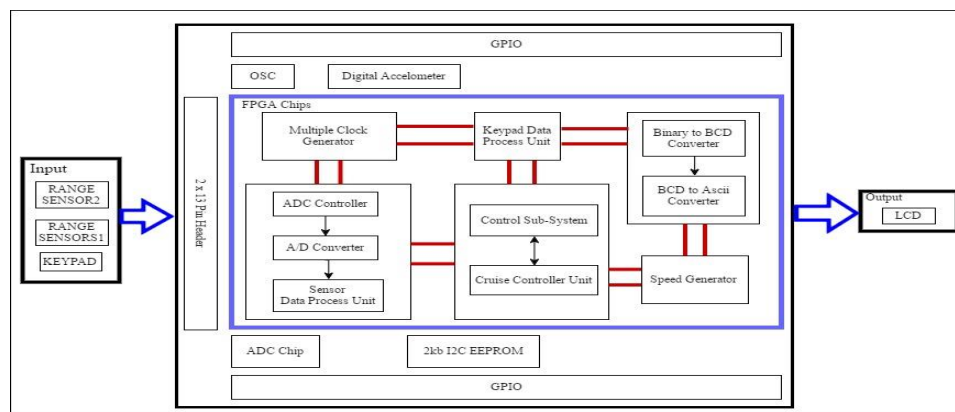 GPIO
OSC
Digital Accelometer
FPGA Chips
Multiple Clock
Generator
Keypad Data
Process Unit
Binary to BCD
Converter
BCD to Ascii
Converter
Input
RANGE
SENSOR2
RANGE
SENSORS1
KEYPAD
2 x 13 Pin Header
ADC Controller
A/D Converter
Sensor
Data Process Unit
Control Sub-System
Cruise Controller Unit
Speed Generator
Output
LCD
ADC Chip
2kb I2C EEPROM
GPIO